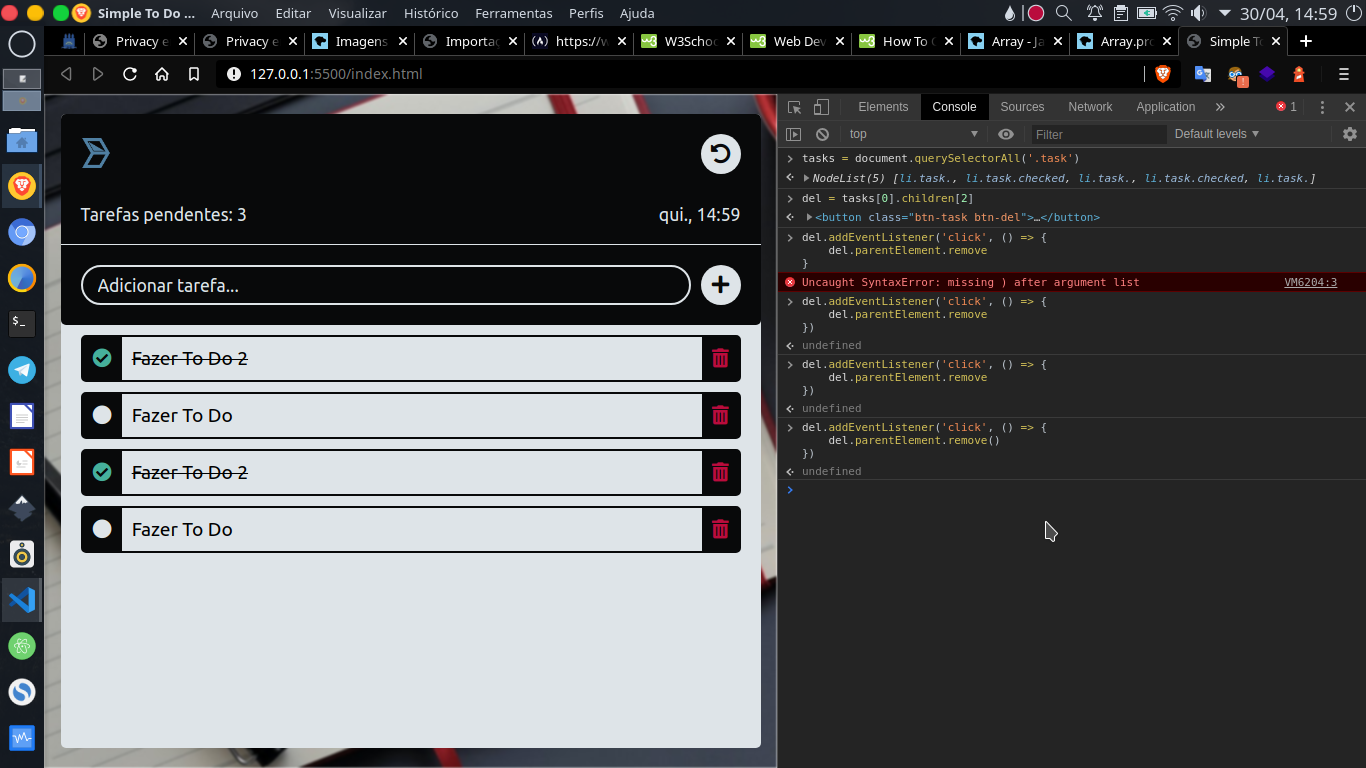 Simple To Do ... Arquivo Editar Visualizar Histórico Ferramentas Perfis Ajuda 30/04, 14:59
Privacy e Privacy e Imagens Importaç https://w W3Scho Web Dev How To C Array - Ja Array.pro Simple To
127.0.0.1:5500/index.html
Elements Console Sources Network Application 1
top Filter Default levels
Tarefas pendentes: 3 qui., 14:59
Adicionar tarefa...
Fazer To Do 2
Fazer To Do
Fazer To Do 2
Fazer To Do
tasks = document.querySelectorAll('.task')
NodeList(5) [li.task., li.task.checked, li.task., li.task.checked, li.task.]
del = tasks[0].children[2]
<button class="btn-task btn-del">…</button>
del.addEventListener('click', () => {
del.parentElement.remove
}
Uncaught SyntaxError: missing ) after argument list VM6204:3
del.addEventListener('click', () => {
del.parentElement.remove
})
undefined
del.addEventListener('click', () => {
del.parentElement.remove
})
undefined
del.addEventListener('click', () => {
del.parentElement.remove()
})
undefined